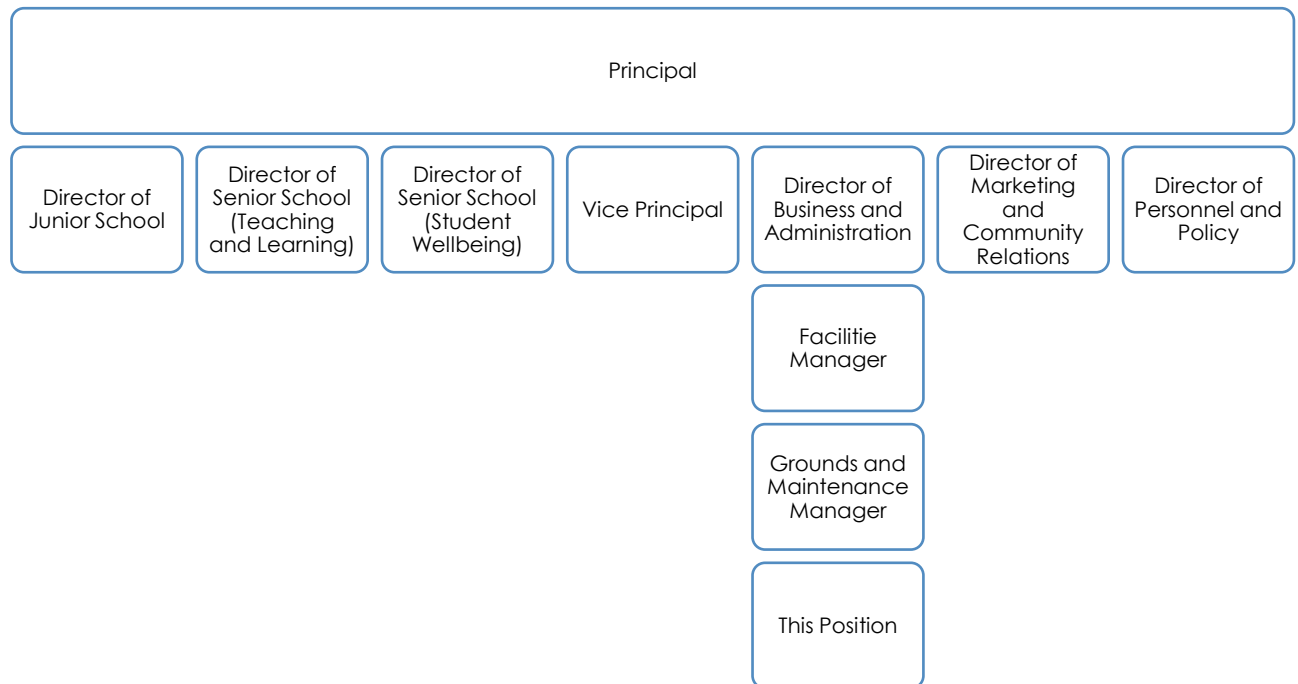 Principal
Director of
Junior School
Director of
Senior School
(Teaching
and Learning)
Director of
Senior School
(Student
Wellbeing)
Vice Principal
Director of
Business and
Administration
Director of
Marketing
and
Community
Relations
Director of
Personnel and
Policy
Facilitie
Manager
Grounds and
Maintenance
Manager
This Position